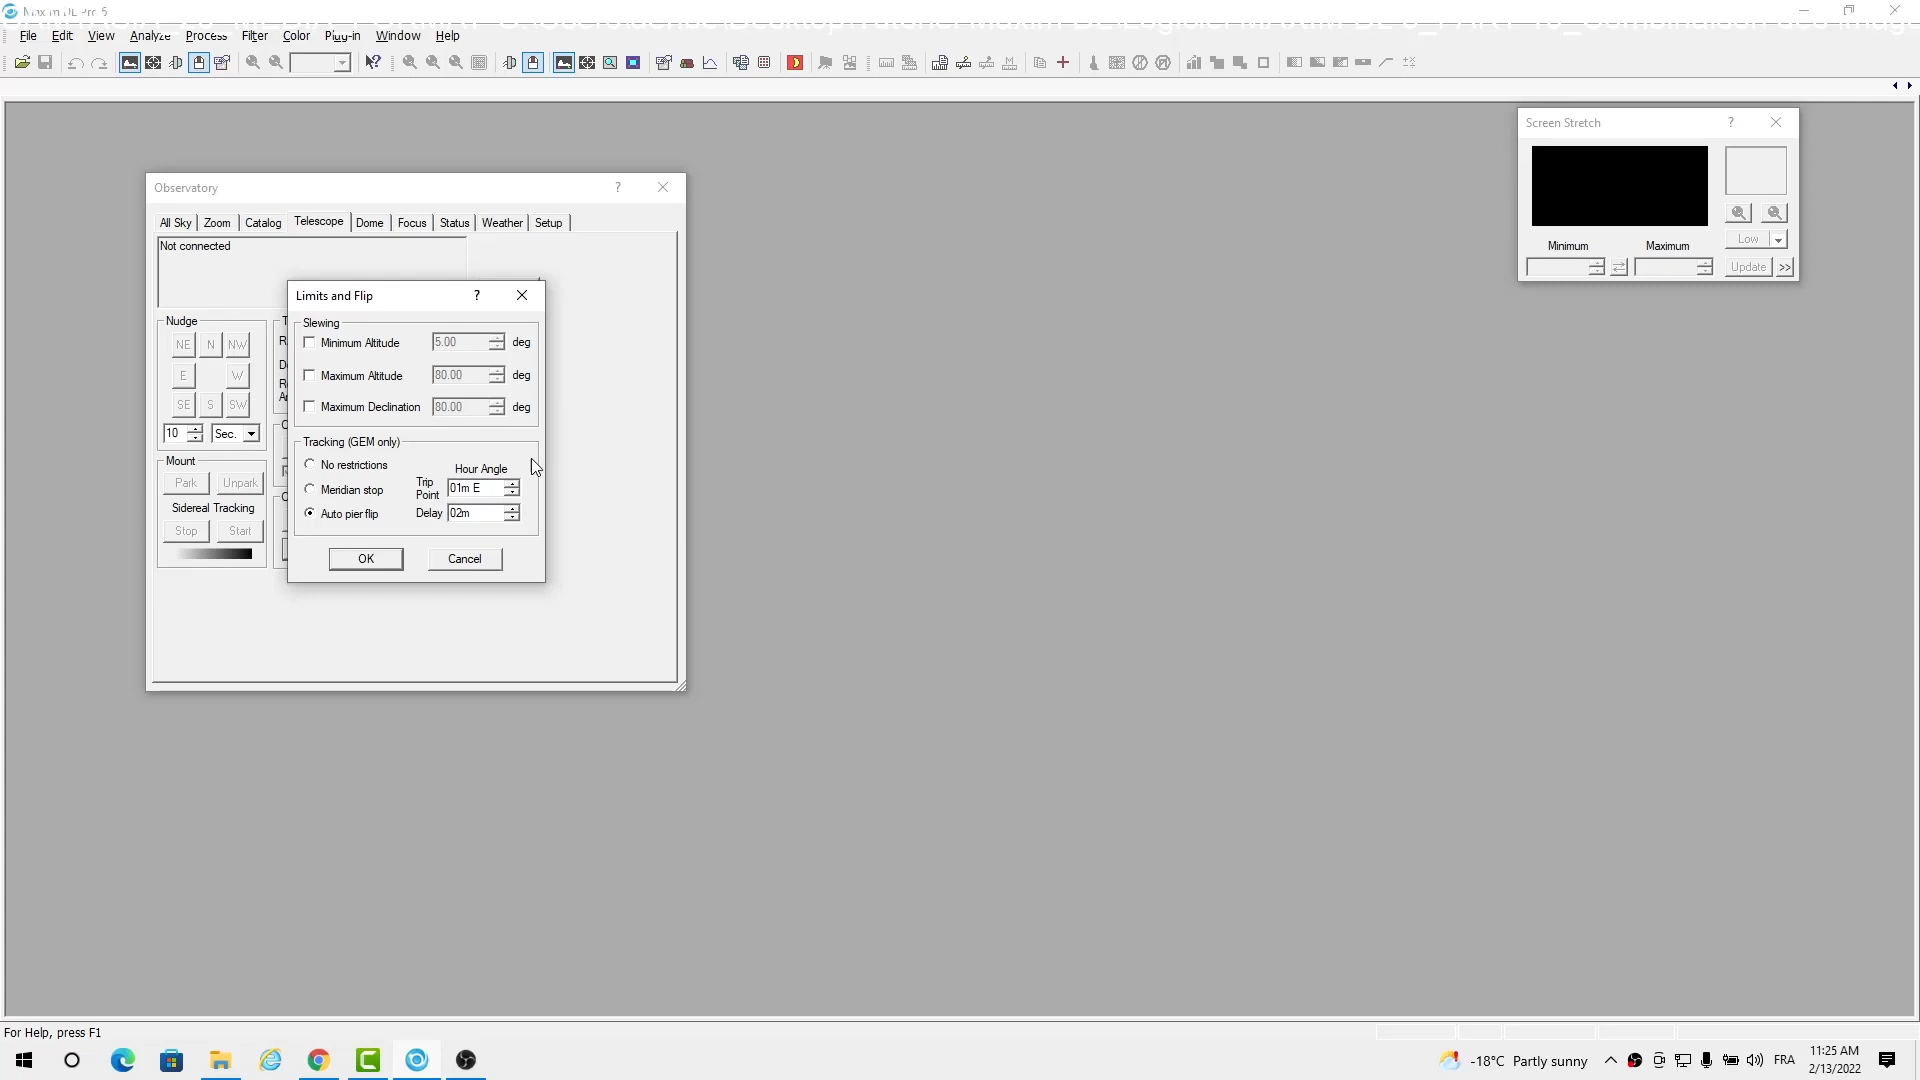 Maxim DL Pro 5
File Edit View Analyze Process Filter Color Plug-in Window Help
Screen Stretch ?
Minimum Maximum Low
Update >>
Observatory ?
All Sky Zoom Catalog Telescope Dome Focus Status Weather Setup
Not connected
Nudge
NE N NW
E W
SE S SW
10 Sec.
Mount
Park Unpark
Sidereal Tracking
Stop Start
Limits and Flip ?
Slewing
Minimum Altitude 5.00 deg
Maximum Altitude 80.00 deg
Maximum Declination 80.00 deg
Tracking (GEM only)
No restrictions
Hour Angle
Meridian stop Trip Point 01m E
Auto pier flip Delay 02m
OK Cancel
For Help, press F1
-18°C Partly sunny FRA 11:25 AM
2/13/2022